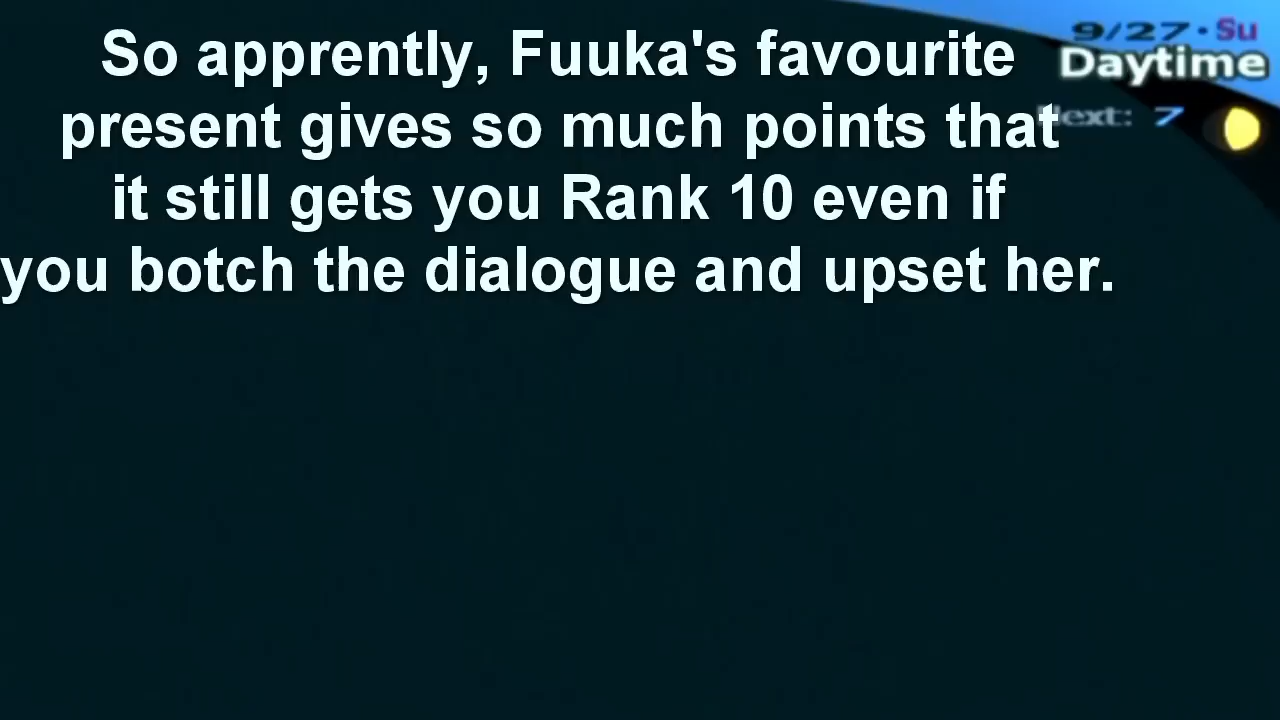 So apprently, Fuuka's favourite
present gives so much points that
it still gets you Rank 10 even if
you botch the dialogue and upset her.
9/27・Su
Daytime
Next: 7